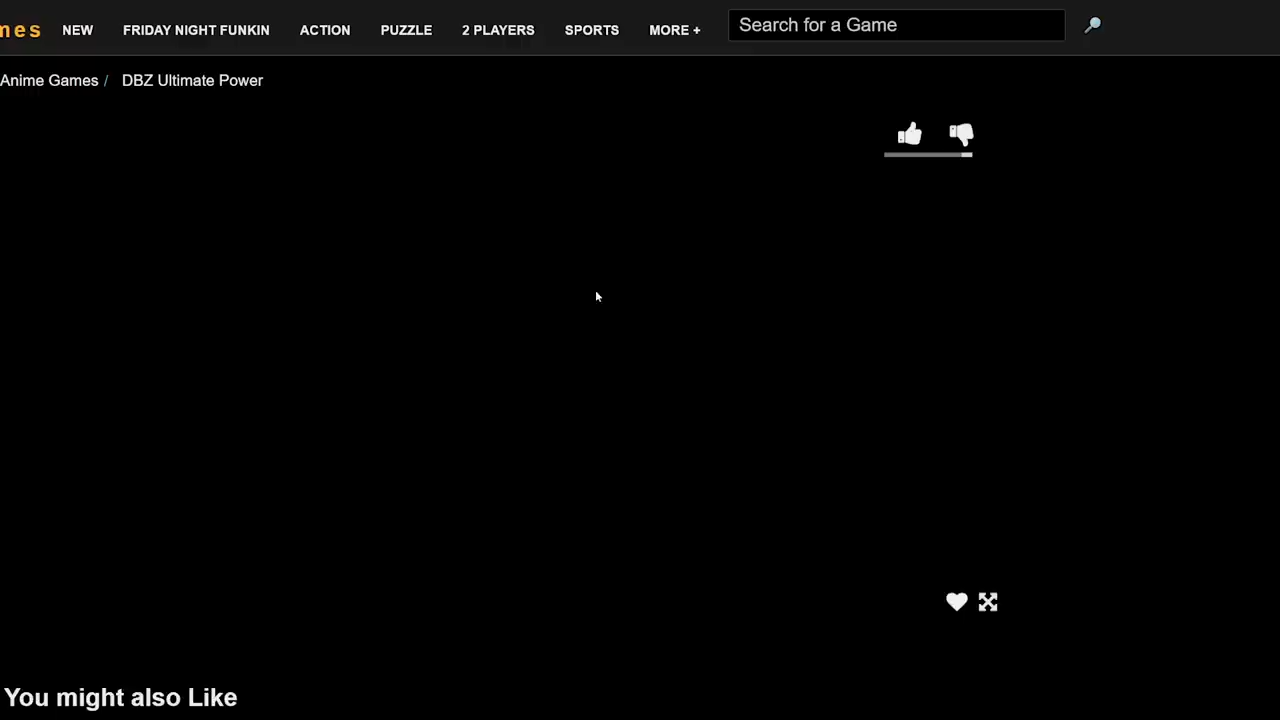 mes NEW FRIDAY NIGHT FUNKIN ACTION PUZZLE 2 PLAYERS SPORTS MORE + Search for a Game
Anime Games / DBZ Ultimate Power
You might also Like